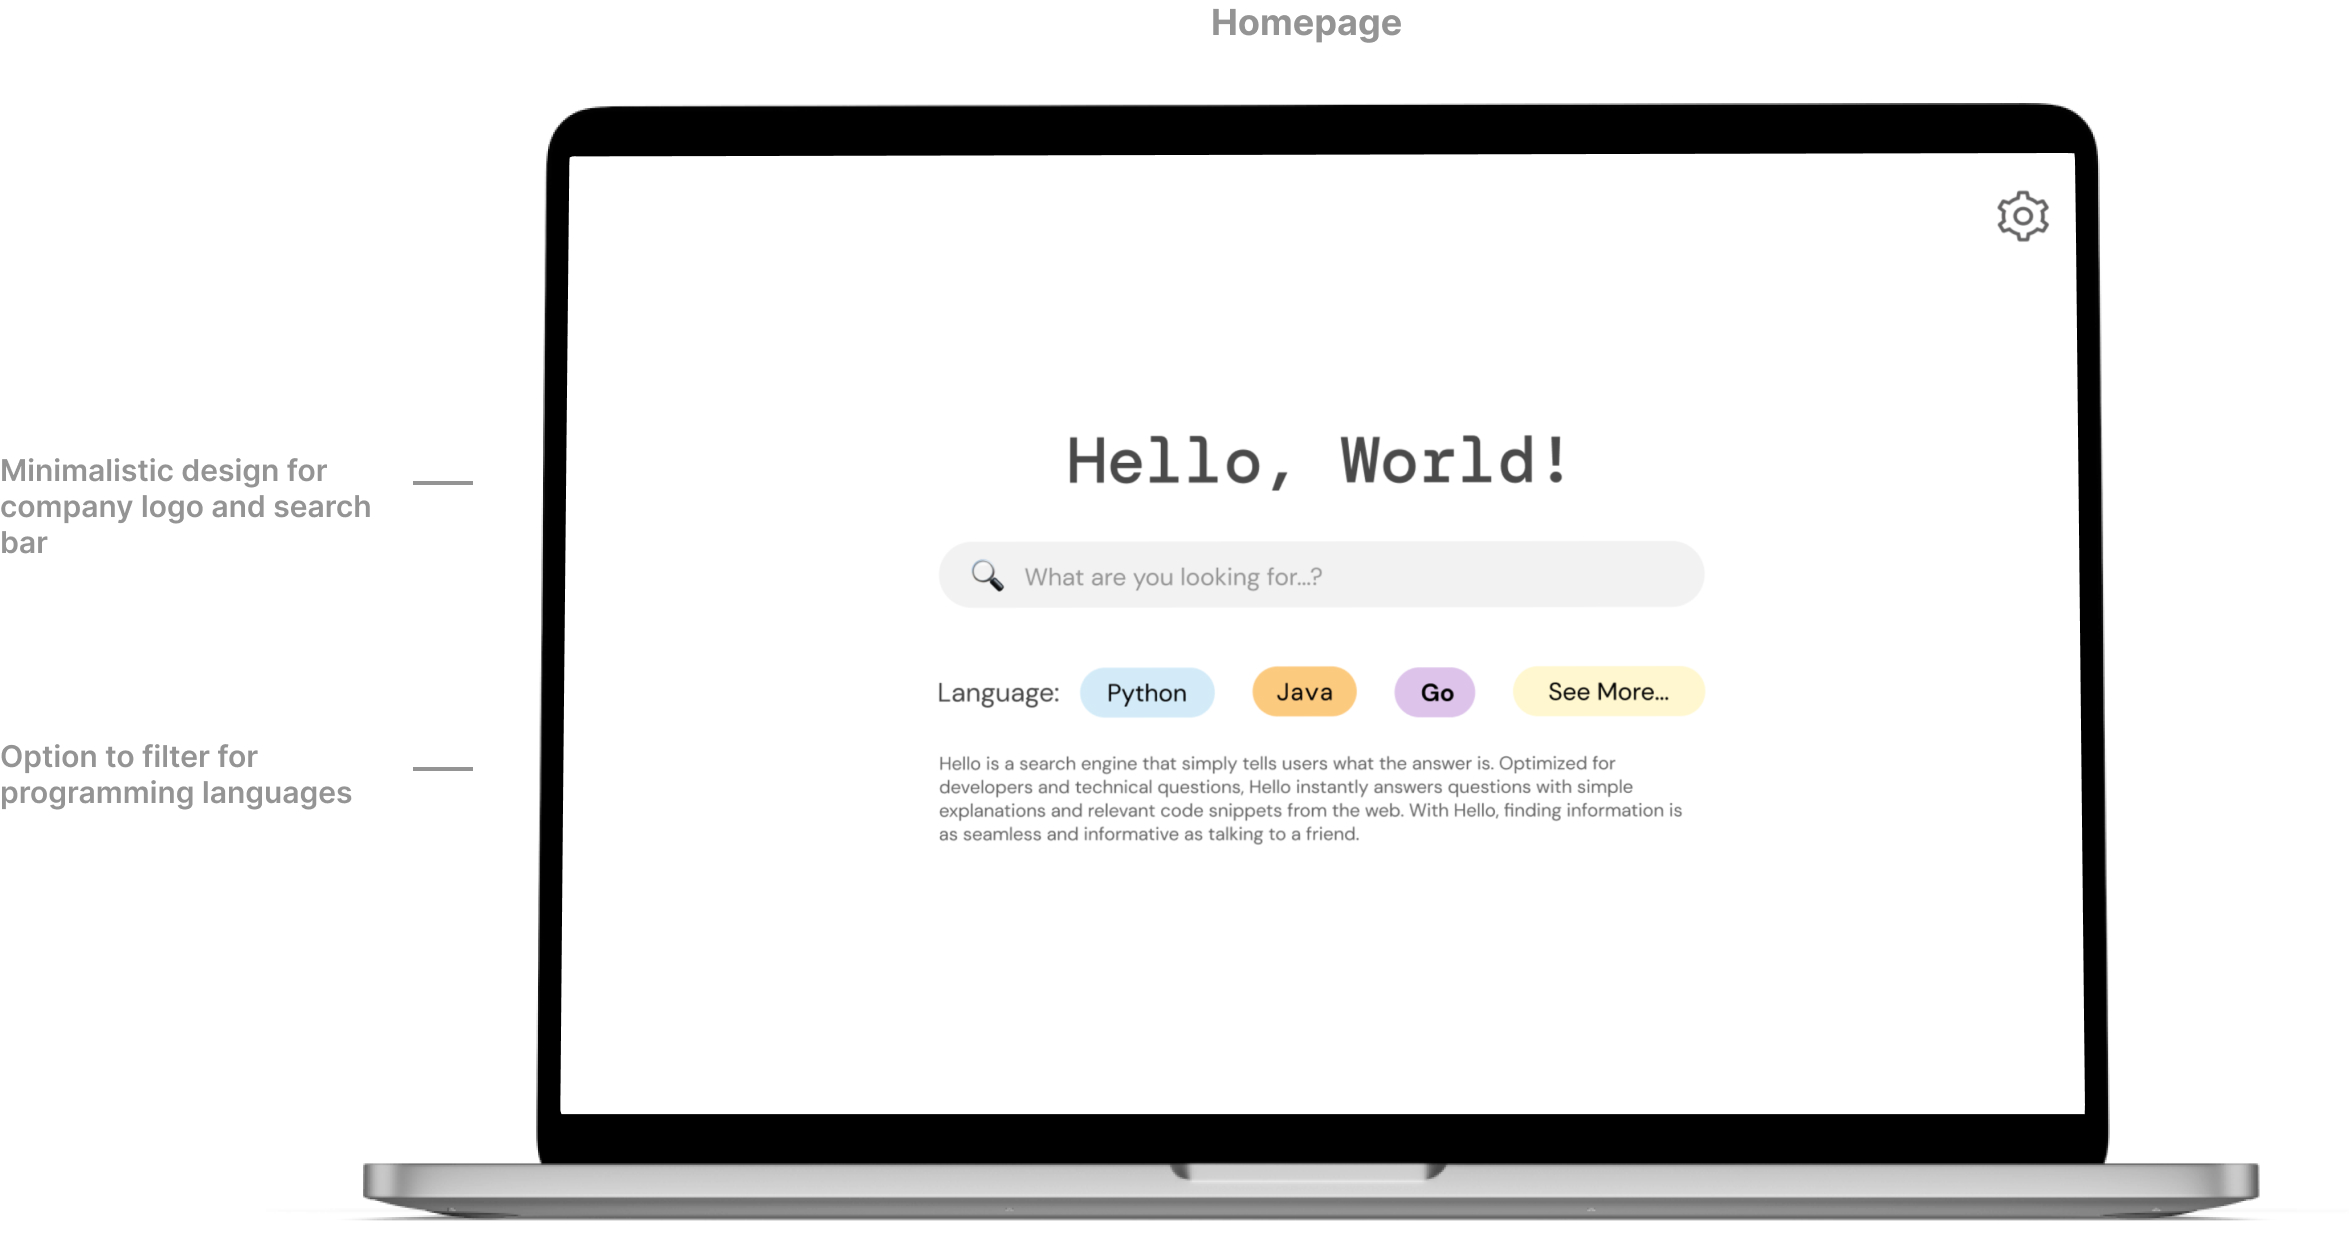 Homepage
Minimalistic design for
company logo and search
bar
Option to filter for
programming languages
Hello, World!
What are you looking for...?
Language: Python Java Go See More...
Hello is a search engine that simply tells users what the answer is. Optimized for
developers and technical questions, Hello instantly answers questions with simple
explanations and relevant code snippets from the web. With Hello, finding information is
as seamless and informative as talking to a friend.